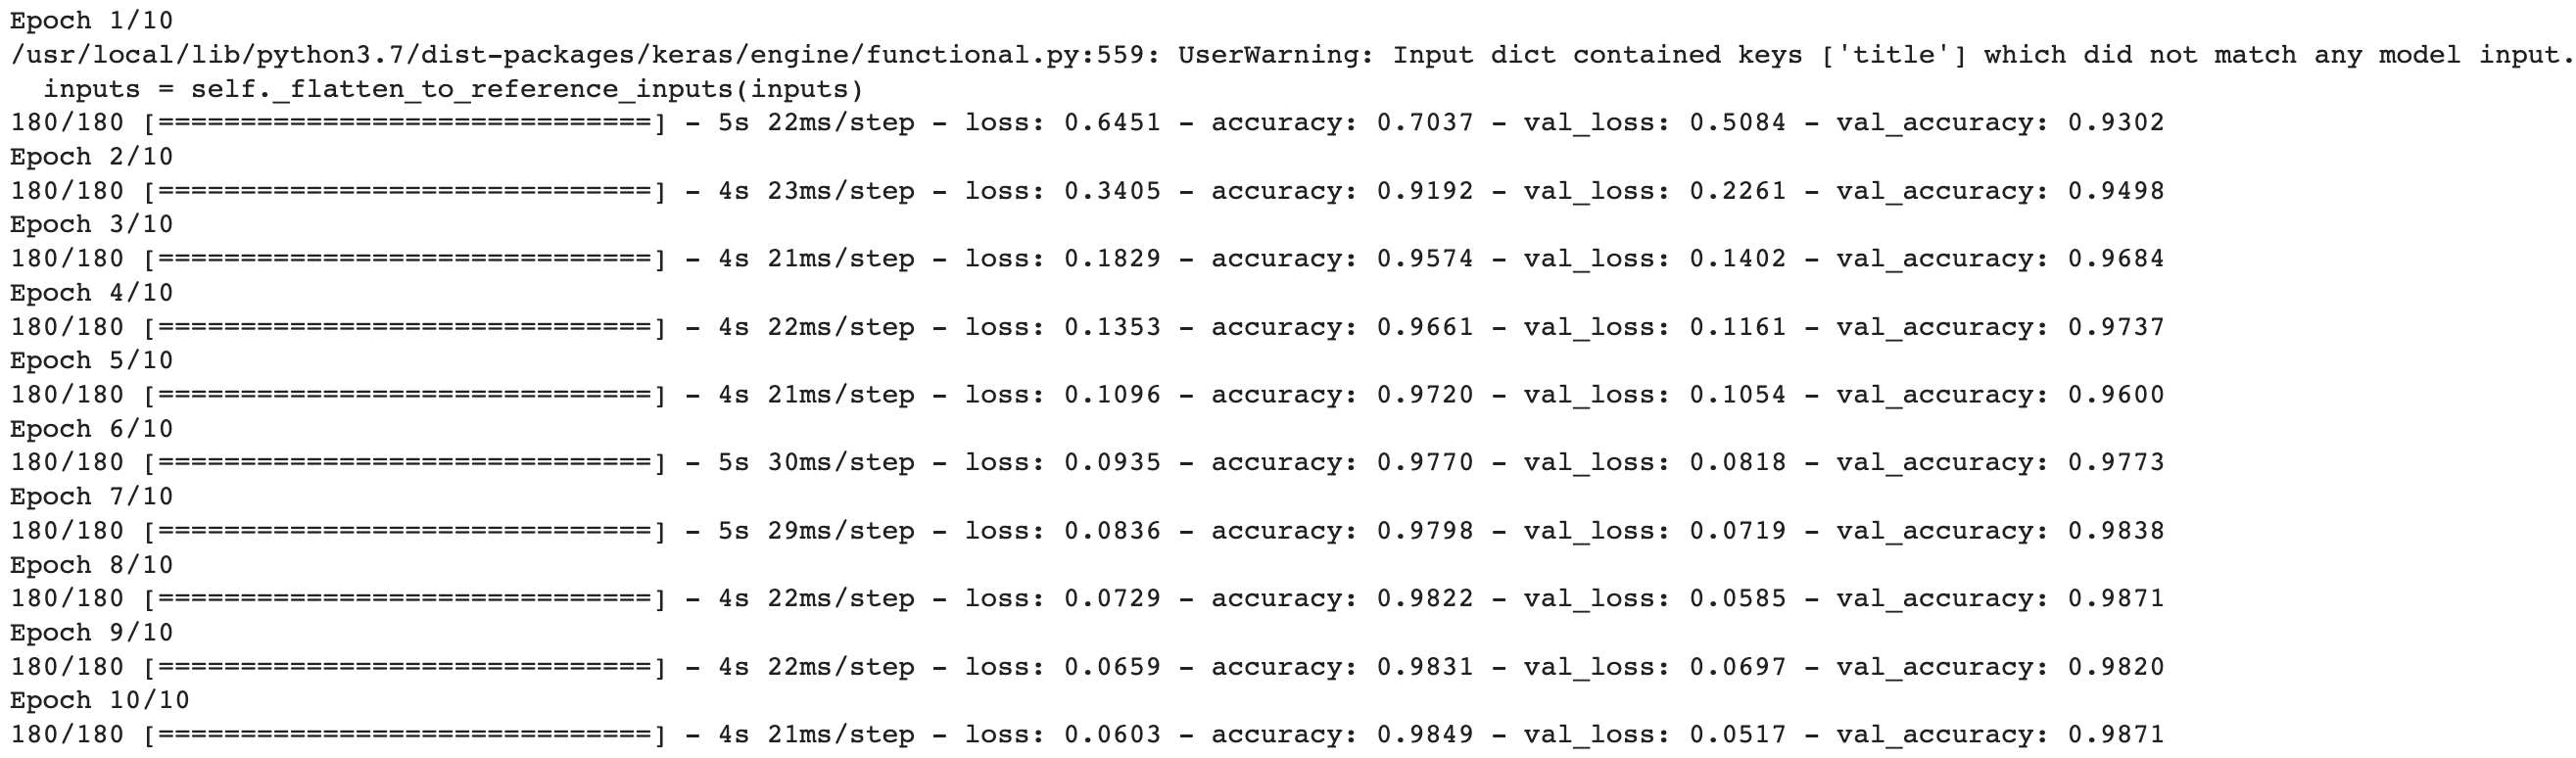 Epoch 1/10
/usr/local/lib/python3.7/dist-packages/keras/engine/functional.py:559: UserWarning: Input dict contained keys ['title'] which did not match any model input.
  inputs = self._flatten_to_reference_inputs(inputs)
180/180 [==============================] - 5s 22ms/step - loss: 0.6451 - accuracy: 0.7037 - val_loss: 0.5084 - val_accuracy: 0.9302
Epoch 2/10
180/180 [==============================] - 4s 23ms/step - loss: 0.3405 - accuracy: 0.9192 - val_loss: 0.2261 - val_accuracy: 0.9498
Epoch 3/10
180/180 [==============================] - 4s 21ms/step - loss: 0.1829 - accuracy: 0.9574 - val_loss: 0.1402 - val_accuracy: 0.9684
Epoch 4/10
180/180 [==============================] - 4s 22ms/step - loss: 0.1353 - accuracy: 0.9661 - val_loss: 0.1161 - val_accuracy: 0.9737
Epoch 5/10
180/180 [==============================] - 4s 21ms/step - loss: 0.1096 - accuracy: 0.9720 - val_loss: 0.1054 - val_accuracy: 0.9600
Epoch 6/10
180/180 [==============================] - 5s 30ms/step - loss: 0.0935 - accuracy: 0.9770 - val_loss: 0.0818 - val_accuracy: 0.9773
Epoch 7/10
180/180 [==============================] - 5s 29ms/step - loss: 0.0836 - accuracy: 0.9798 - val_loss: 0.0719 - val_accuracy: 0.9838
Epoch 8/10
180/180 [==============================] - 4s 22ms/step - loss: 0.0729 - accuracy: 0.9822 - val_loss: 0.0585 - val_accuracy: 0.9871
Epoch 9/10
180/180 [==============================] - 4s 22ms/step - loss: 0.0659 - accuracy: 0.9831 - val_loss: 0.0697 - val_accuracy: 0.9820
Epoch 10/10
180/180 [==============================] - 4s 21ms/step - loss: 0.0603 - accuracy: 0.9849 - val_loss: 0.0517 - val_accuracy: 0.9871